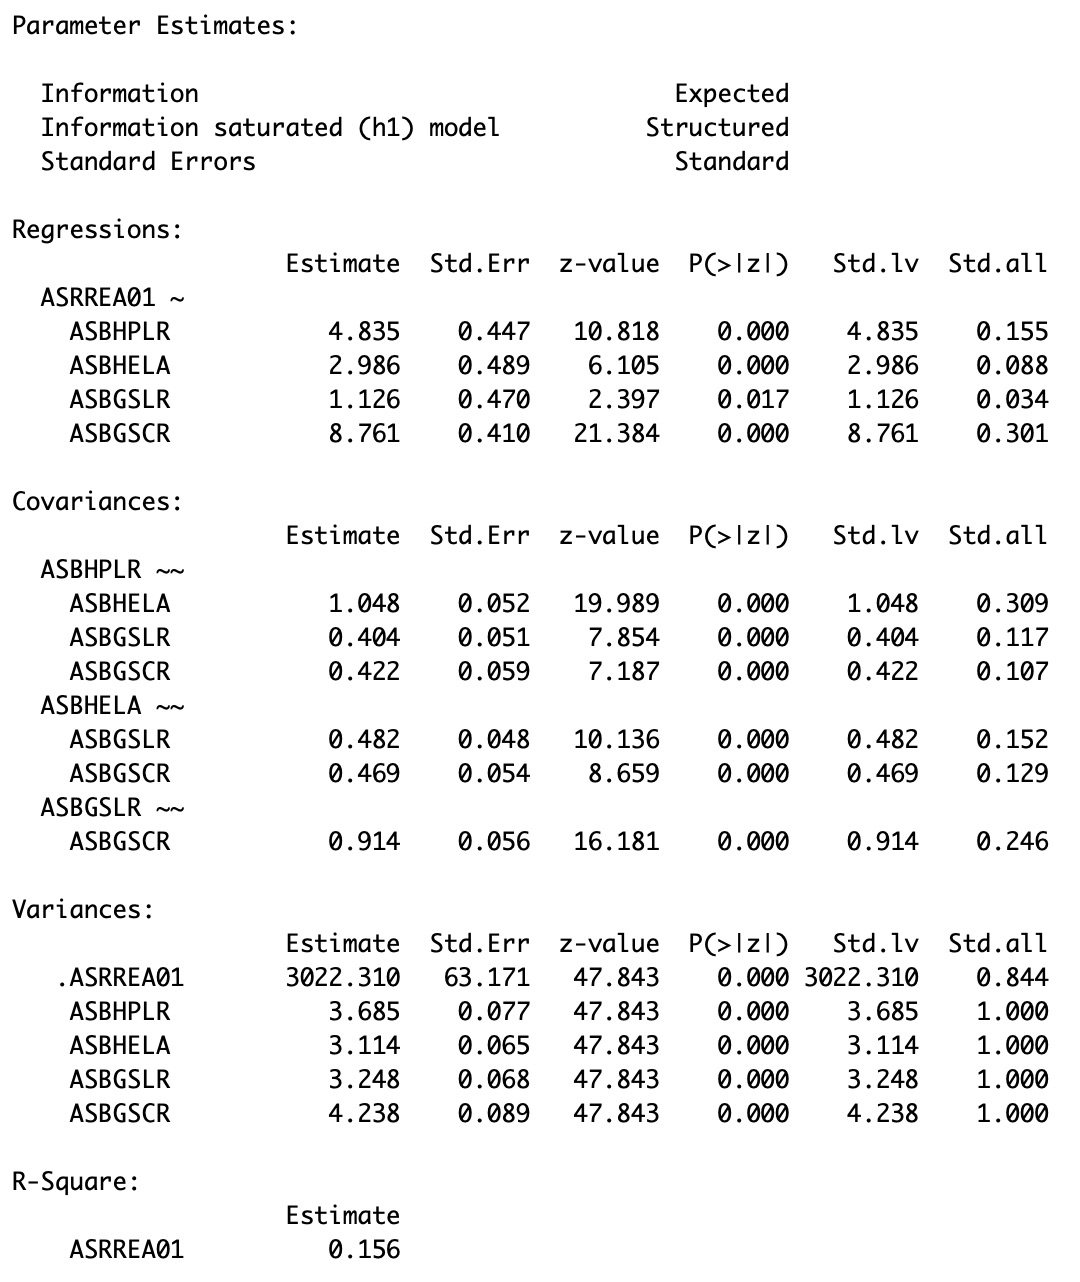 Parameter Estimates:
Information Expected
Information saturated (h1) model Structured
Standard Errors Standard
Regressions:
Estimate Std.Err z-value P(>|z|) Std.lv Std.all
ASRREA01 ~
ASBHPLR 4.835 0.447 10.818 0.000 4.835 0.155
ASBHELA 2.986 0.489 6.105 0.000 2.986 0.088
ASBGSLR 1.126 0.470 2.397 0.017 1.126 0.034
ASBGSCR 8.761 0.410 21.384 0.000 8.761 0.301
Covariances:
Estimate Std.Err z-value P(>|z|) Std.lv Std.all
ASBHPLR ~~
ASBHELA 1.048 0.052 19.989 0.000 1.048 0.309
ASBGSLR 0.404 0.051 7.854 0.000 0.404 0.117
ASBGSCR 0.422 0.059 7.187 0.000 0.422 0.107
ASBHELA ~~
ASBGSLR 0.482 0.048 10.136 0.000 0.482 0.152
ASBGSCR 0.469 0.054 8.659 0.000 0.469 0.129
ASBGSLR ~~
ASBGSCR 0.914 0.056 16.181 0.000 0.914 0.246
Variances:
Estimate Std.Err z-value P(>|z|) Std.lv Std.all
.ASRREA01 3022.310 63.171 47.843 0.000 3022.310 0.844
ASBHPLR 3.685 0.077 47.843 0.000 3.685 1.000
ASBHELA 3.114 0.065 47.843 0.000 3.114 1.000
ASBGSLR 3.248 0.068 47.843 0.000 3.248 1.000
ASBGSCR 4.238 0.089 47.843 0.000 4.238 1.000
R-Square:
Estimate
ASRREA01 0.156